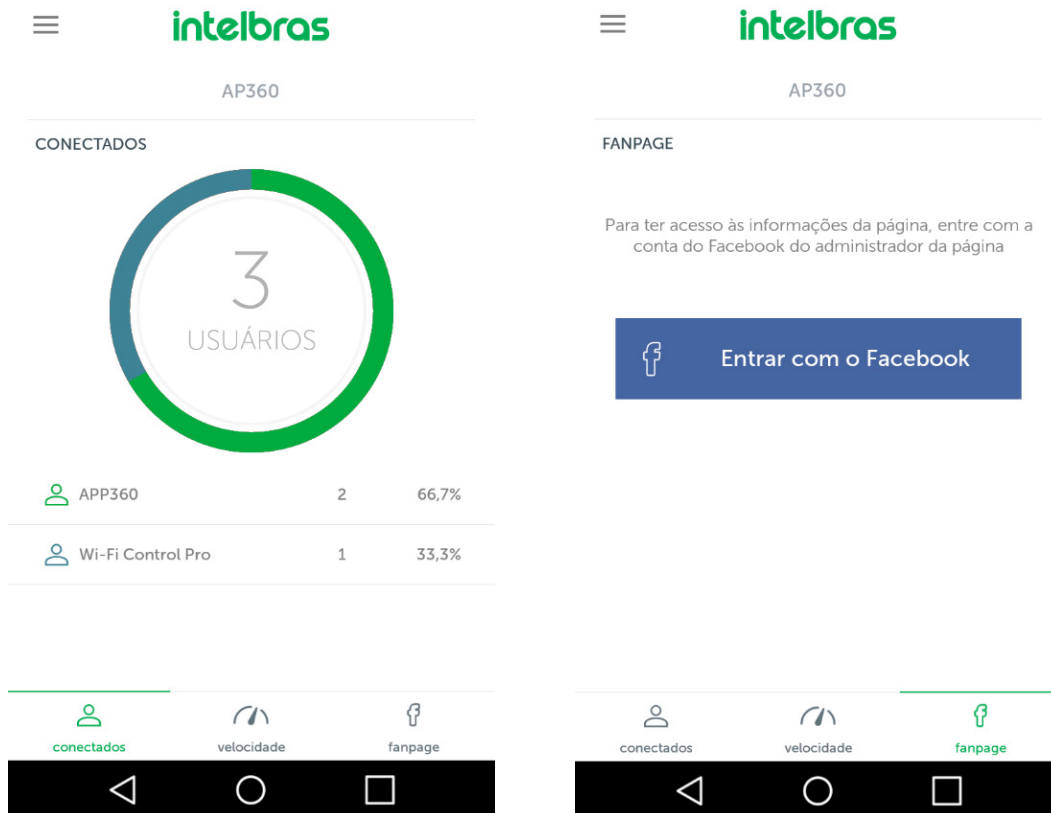 intelbras
AP360
CONECTADOS
3
USUÁRIOS
APP360 2 66,7%
Wi-Fi Control Pro 1 33,3%
conectados velocidade fanpage
intelbras
AP360
FANPAGE
Para ter acesso às informações da página, entre com a
conta do Facebook do administrador da página
Entrar com o Facebook
conectados velocidade fanpage